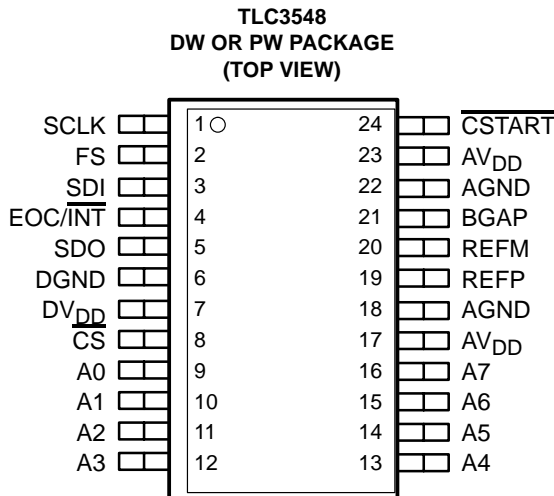 TLC3548
DW OR PW PACKAGE
(TOP VIEW)
SCLK 1 24 CSTART
FS 2 23 AVDD
SDI 3 22 AGND
EOC/INT 4 21 BGAP
SDO 5 20 REFM
DGND 6 19 REFP
DVDD 7 18 AGND
CS 8 17 AVDD
A0 9 16 A7
A1 10 15 A6
A2 11 14 A5
A3 12 13 A4